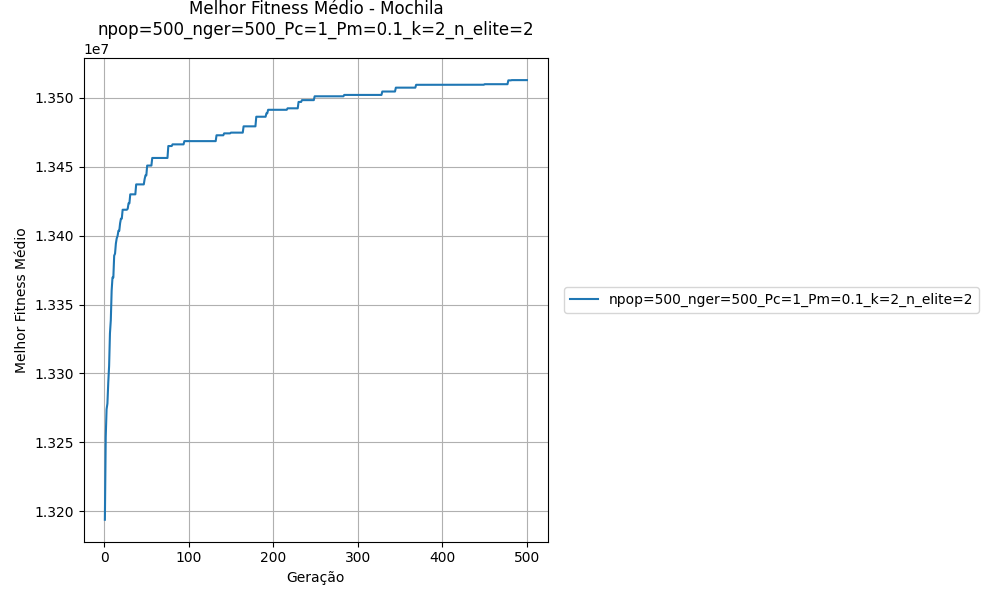 Melhor Fitness Médio - Mochila
npop=500_nger=500_Pc=1_Pm=0.1_k=2_n_elite=2
1e7
1.350
1.345
1.340
1.335
1.330
1.325
1.320
Melhor Fitness Médio
0 100 200 300 400 500
Geração
npop=500_nger=500_Pc=1_Pm=0.1_k=2_n_elite=2